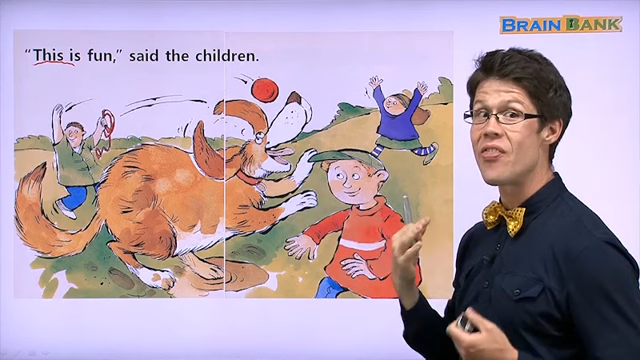 BRAIN BANK
"This is fun," said the children.